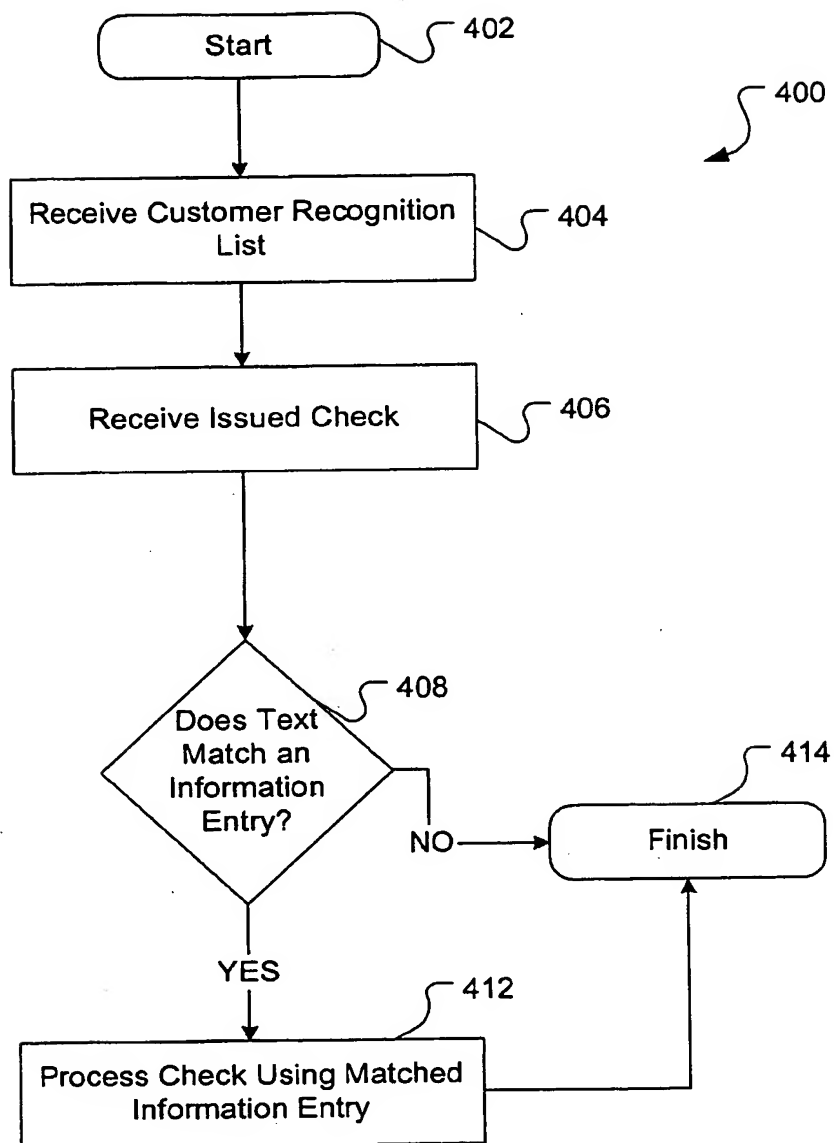 Start
402
400
Receive Customer Recognition
List
404
Receive Issued Check
406
408
Does Text
Match an
Information
Entry?
414
NO
Finish
YES
412
Process Check Using Matched
Information Entry